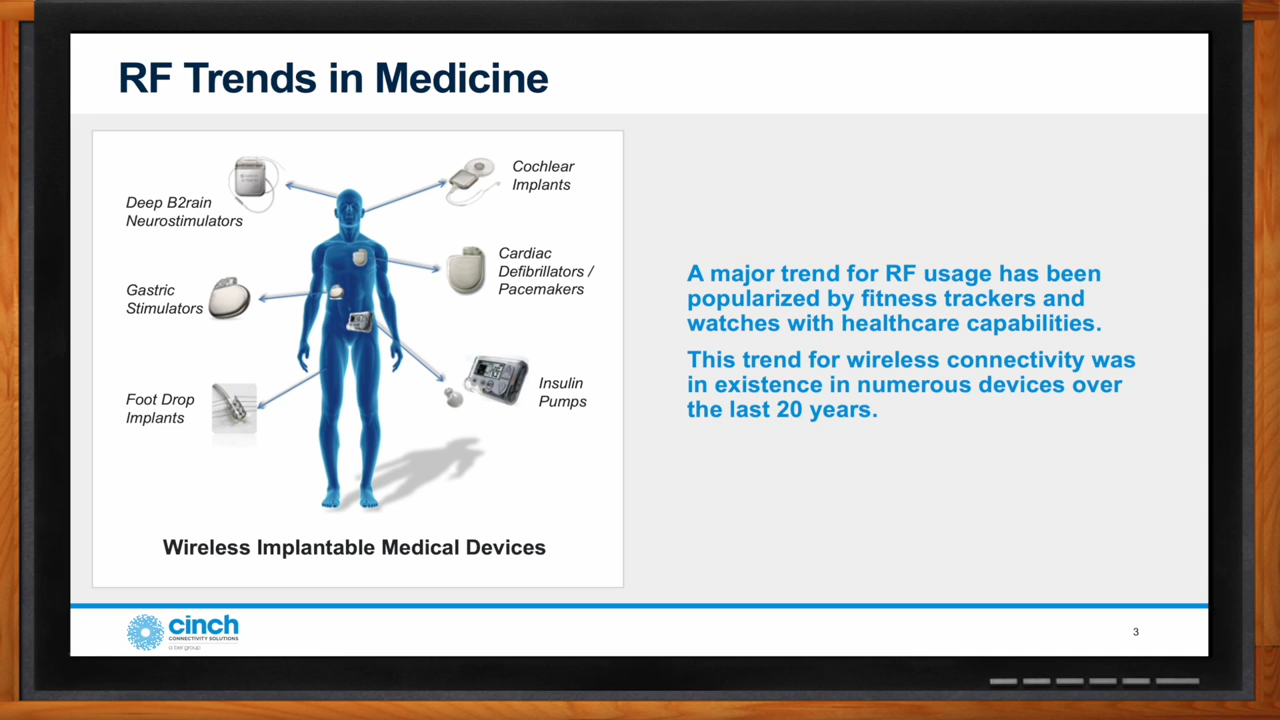 RF Trends in Medicine
Deep B2rain
Neurostimulators
Cochlear
Implants
Cardiac
Defibrillators /
Pacemakers
Gastric
Stimulators
Insulin
Pumps
Foot Drop
Implants
Wireless Implantable Medical Devices
A major trend for RF usage has been
popularized by fitness trackers and
watches with healthcare capabilities.
This trend for wireless connectivity was
in existence in numerous devices over
the last 20 years.
cinch
CONNECTIVITY SOLUTIONS
a bel group
3